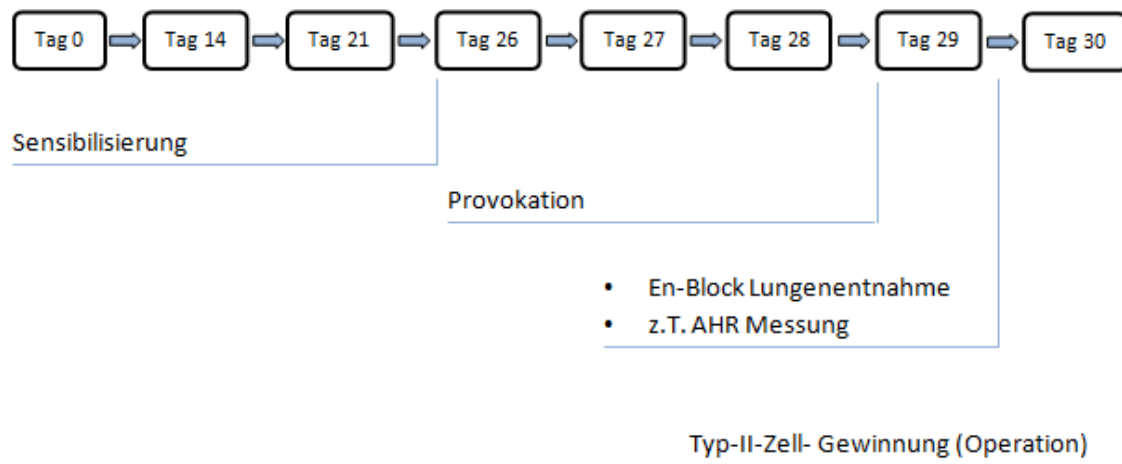 Tag 0 Tag 14 Tag 21 Tag 26 Tag 27 Tag 28 Tag 29 Tag 30
Sensibilisierung
Provokation
• En-Block Lungenentnahme
• z.T. AHR Messung
Typ-II-Zell- Gewinnung (Operation)